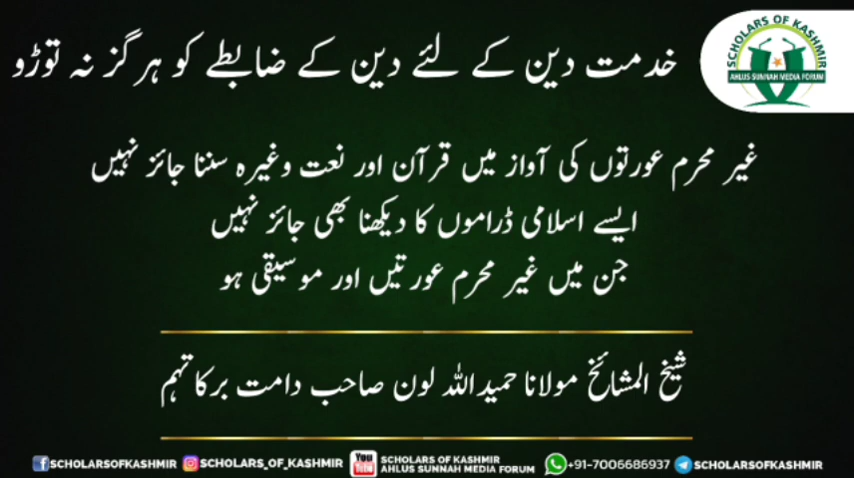 خدمت دین کے لئے دین کے ضابطے کو ہرگز نہ توڑو
SCHOLARS OF KASHMIR
AHLUS SUNNAH MEDIA FORUM
غیر محرم عورتوں کی آواز میں قرآن اور نعت وغیرہ سننا جائز نہیں
ایسے اسلامی ڈراموں کا دیکھنا بھی جائز نہیں
جن میں غیر محرم عورتیں اور موسیقی ہو
شیخ المشائخ مولانا حمیداللہ لون صاحب دامت برکاتہم
SCHOLARSOFKASHMIR SCHOLARS_OF_KASHMIR You Tube SCHOLARS OF KASHMIR AHLUS SUNNAH MEDIA FORUM +91-7006686937 SCHOLARSOFKASHMIR